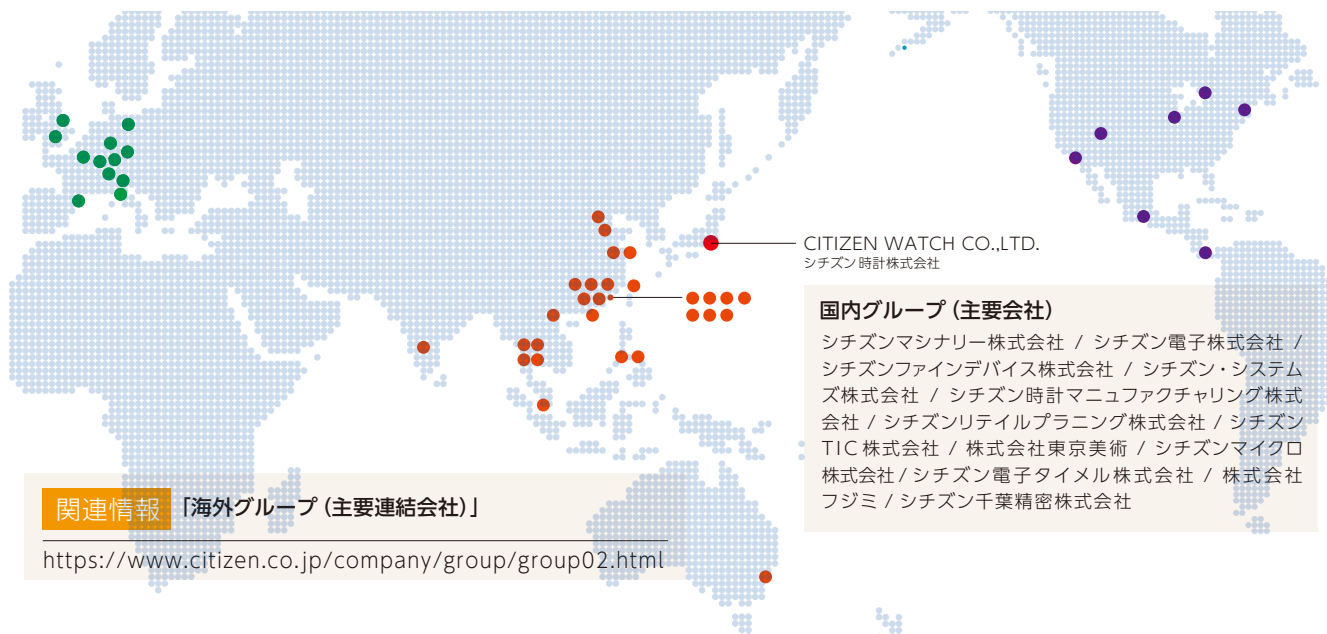 CITIZEN WATCH CO.,LTD.
シチズン時計株式会社
国内グループ（主要会社）
シチズンマシナリー株式会社 / シチズン電子株式会社 /
シチズンファインデバイス株式会社 / シチズン・システム
ズ株式会社 / シチズン時計マニュファクチャリング株式
会社 / シチズンリテイルプラニング株式会社 / シチズン
TIC株式会社 / 株式会社東京美術 / シチズンマイクロ
株式会社 / シチズン電子タイメル株式会社 / 株式会社
フジミ / シチズン千葉精密株式会社
関連情報 「海外グループ（主要連結会社）」
https://www.citizen.co.jp/company/group/group02.html